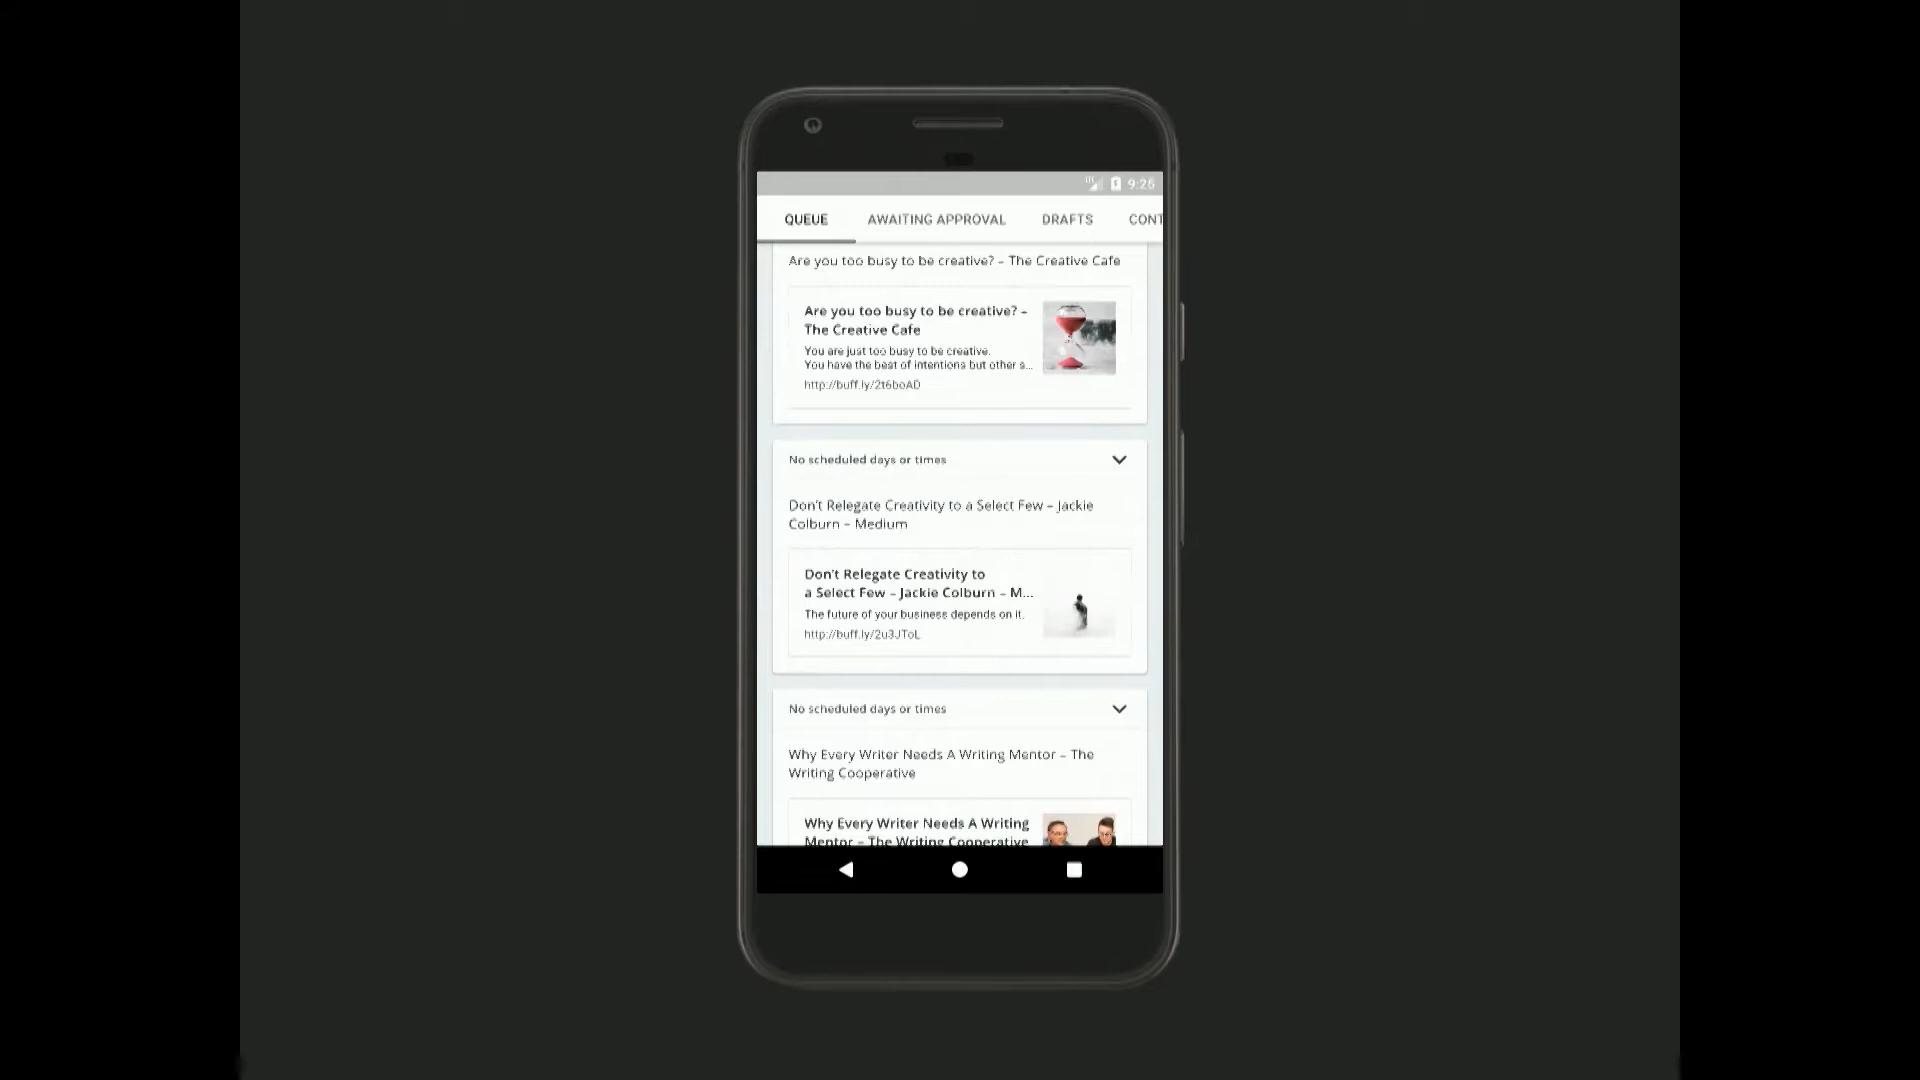 9:26
QUEUE AWAITING APPROVAL DRAFTS CONT
Are you too busy to be creative? – The Creative Cafe
Are you too busy to be creative? –
The Creative Cafe
You are just too busy to be creative.
You have the best of intentions but other a...
http://buff.ly/2t6boAD
No scheduled days or times
Don't Relegate Creativity to a Select Few – Jackie
Colburn – Medium
Don't Relegate Creativity to
a Select Few – Jackie Colburn – M...
The future of your business depends on it.
http://buff.ly/2u3JToL
No scheduled days or times
Why Every Writer Needs A Writing Mentor – The
Writing Cooperative
Why Every Writer Needs A Writing
Mentor – The Writing Cooperative